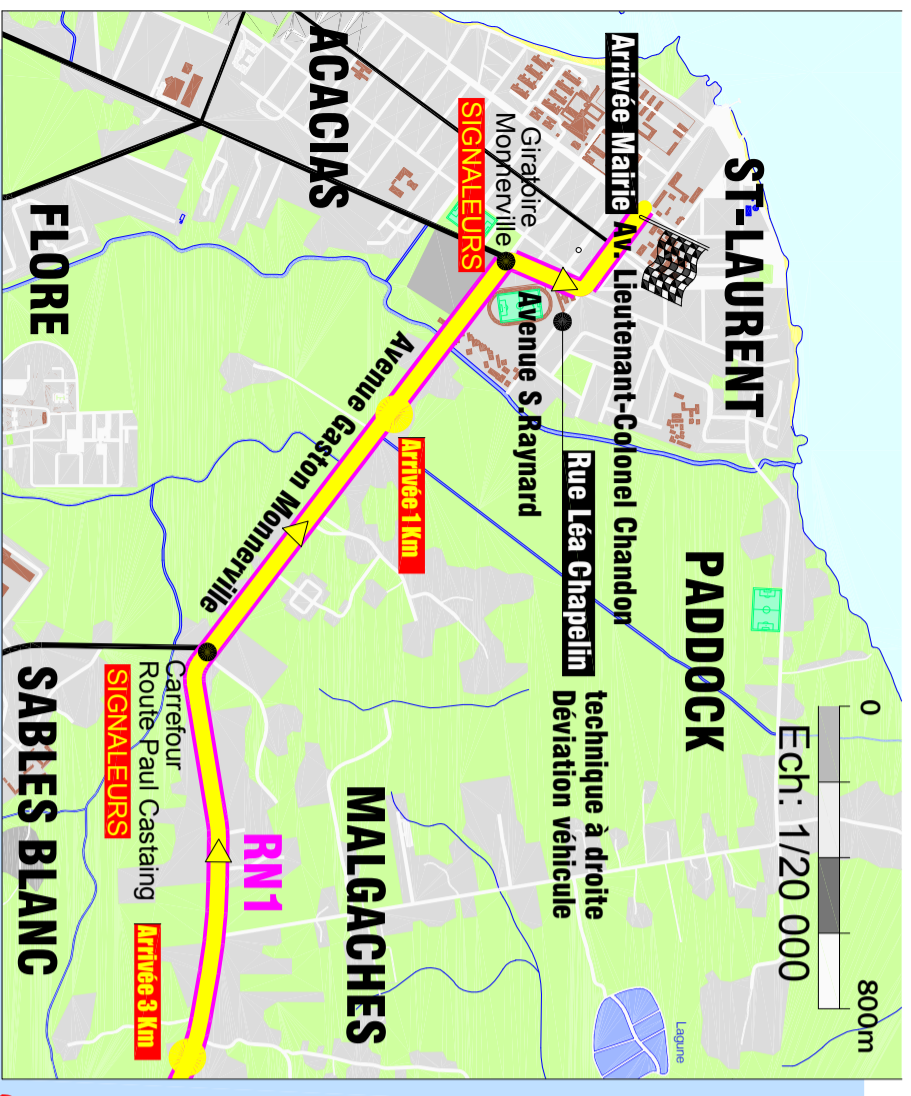 ST-LAURENT
PADDOCK
0
800m
Ech: 1/20 000
Arrivée Mairie
Av. Lieutenant-Colonel Chandon
Giratoire
Monnerville
SIGNALEURS
Avenue S.Raynard
Rue Léa Chapelin
Déviation véhicule
technique à droite
ACACIAS
FLORE
Arrivée 1 Km
Avenue Gaston Monnerville
Carrefour
Route Paul Castaing
SIGNALEURS
RN1
MALGACHES
Lagune
Arrivée 3 Km
SABLES BLANC